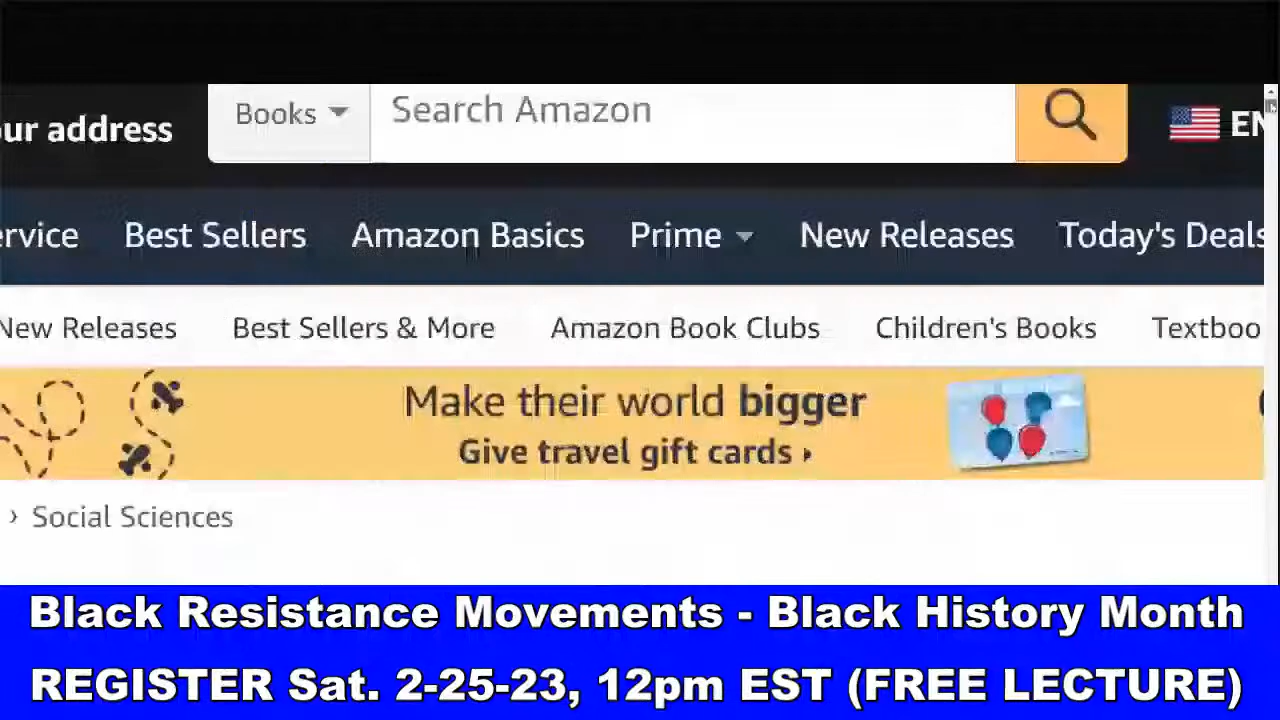 our address Books Search Amazon EN
ervice Best Sellers Amazon Basics Prime New Releases Today's Deals
New Releases Best Sellers & More Amazon Book Clubs Children's Books Textboo
Make their world bigger
Give travel gift cards ›
› Social Sciences
Black Resistance Movements - Black History Month
REGISTER Sat. 2-25-23, 12pm EST (FREE LECTURE)